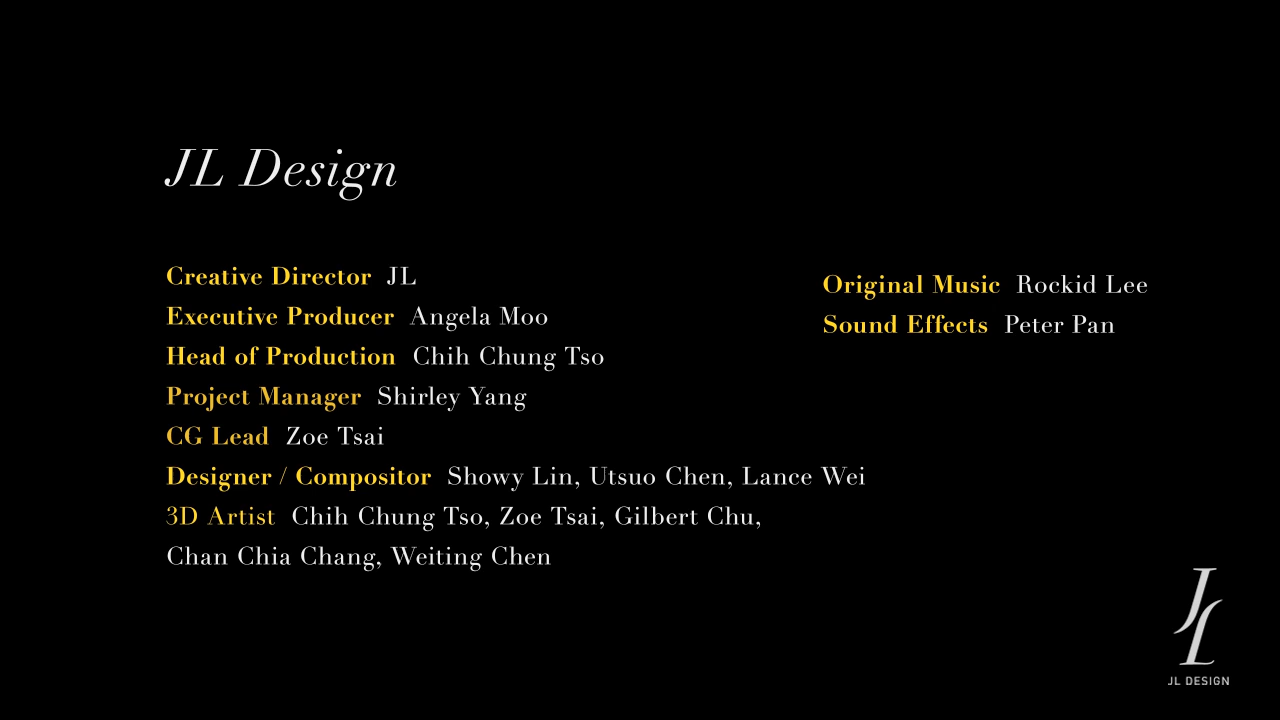 JL Design
Creative Director JL
Executive Producer Angela Moo
Head of Production Chih Chung Tso
Project Manager Shirley Yang
CG Lead Zoe Tsai
Designer / Compositor Showy Lin, Utsuo Chen, Lance Wei
3D Artist Chih Chung Tso, Zoe Tsai, Gilbert Chu,
Chan Chia Chang, Weiting Chen
Original Music Rockid Lee
Sound Effects Peter Pan
JL
JL DESIGN